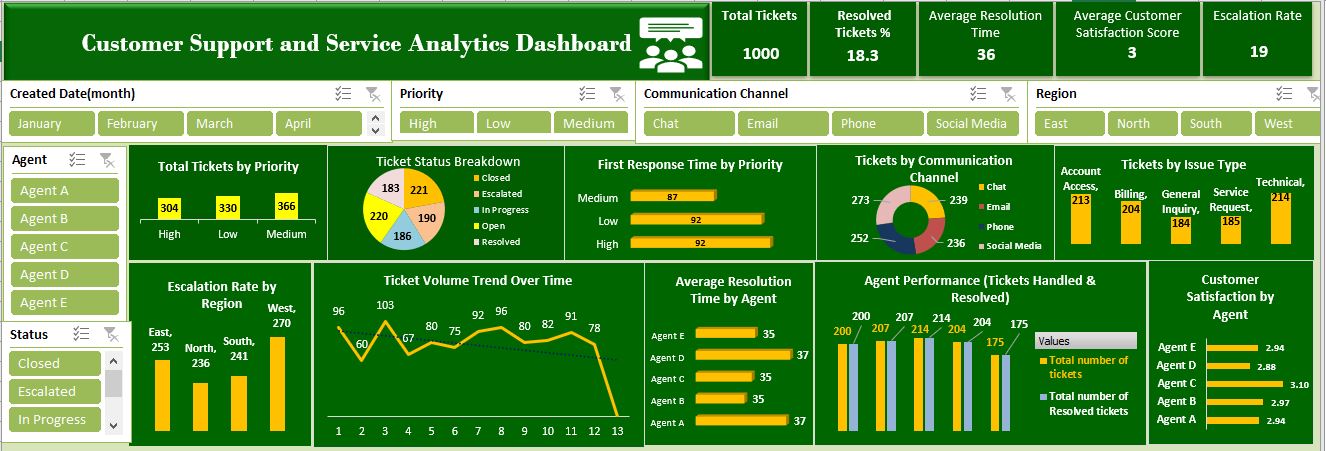 Customer Support and Service Analytics Dashboard
Total Tickets
1000
Resolved
Tickets %
18.3
Average Resolution
Time
36
Average Customer
Satisfaction Score
3
Escalation Rate
19
Created Date(month)
January
February
March
April
Priority
High
Low
Medium
Communication Channel
Chat
Email
Phone
Social Media
Region
East
North
South
West
Agent
Agent A
Agent B
Agent C
Agent D
Agent E
Status
Closed
Escalated
In Progress
Total Tickets by Priority
304
330
366
High
Low
Medium
Ticket Status Breakdown
183
221
220
190
186
Closed
Escalated
In Progress
Open
Resolved
First Response Time by Priority
Medium
87
Low
92
High
92
Tickets by Communication
Channel
273
239
252
236
Chat
Email
Phone
Social Media
Tickets by Issue Type
Account
Access,
213
Billing,
204
General
Inquiry,
184
Service
Request,
185
Technical,
214
Escalation Rate by
Region
East,
253
North,
236
South,
241
West,
270
Ticket Volume Trend Over Time
96
60
103
67
80
75
92
96
80
82
91
78
1 2 3 4 5 6 7 8 9 10 11 12 13
Average Resolution
Time by Agent
Agent E
35
Agent D
37
Agent C
35
Agent B
35
Agent A
37
Agent Performance (Tickets Handled &
Resolved)
200
200
207
207
214
214
204
204
175
175
Values
Total number of
tickets
Total number of
Resolved tickets
Customer
Satisfaction by
Agent
Agent E
2.94
Agent D
2.88
Agent C
3.10
Agent B
2.97
Agent A
2.94